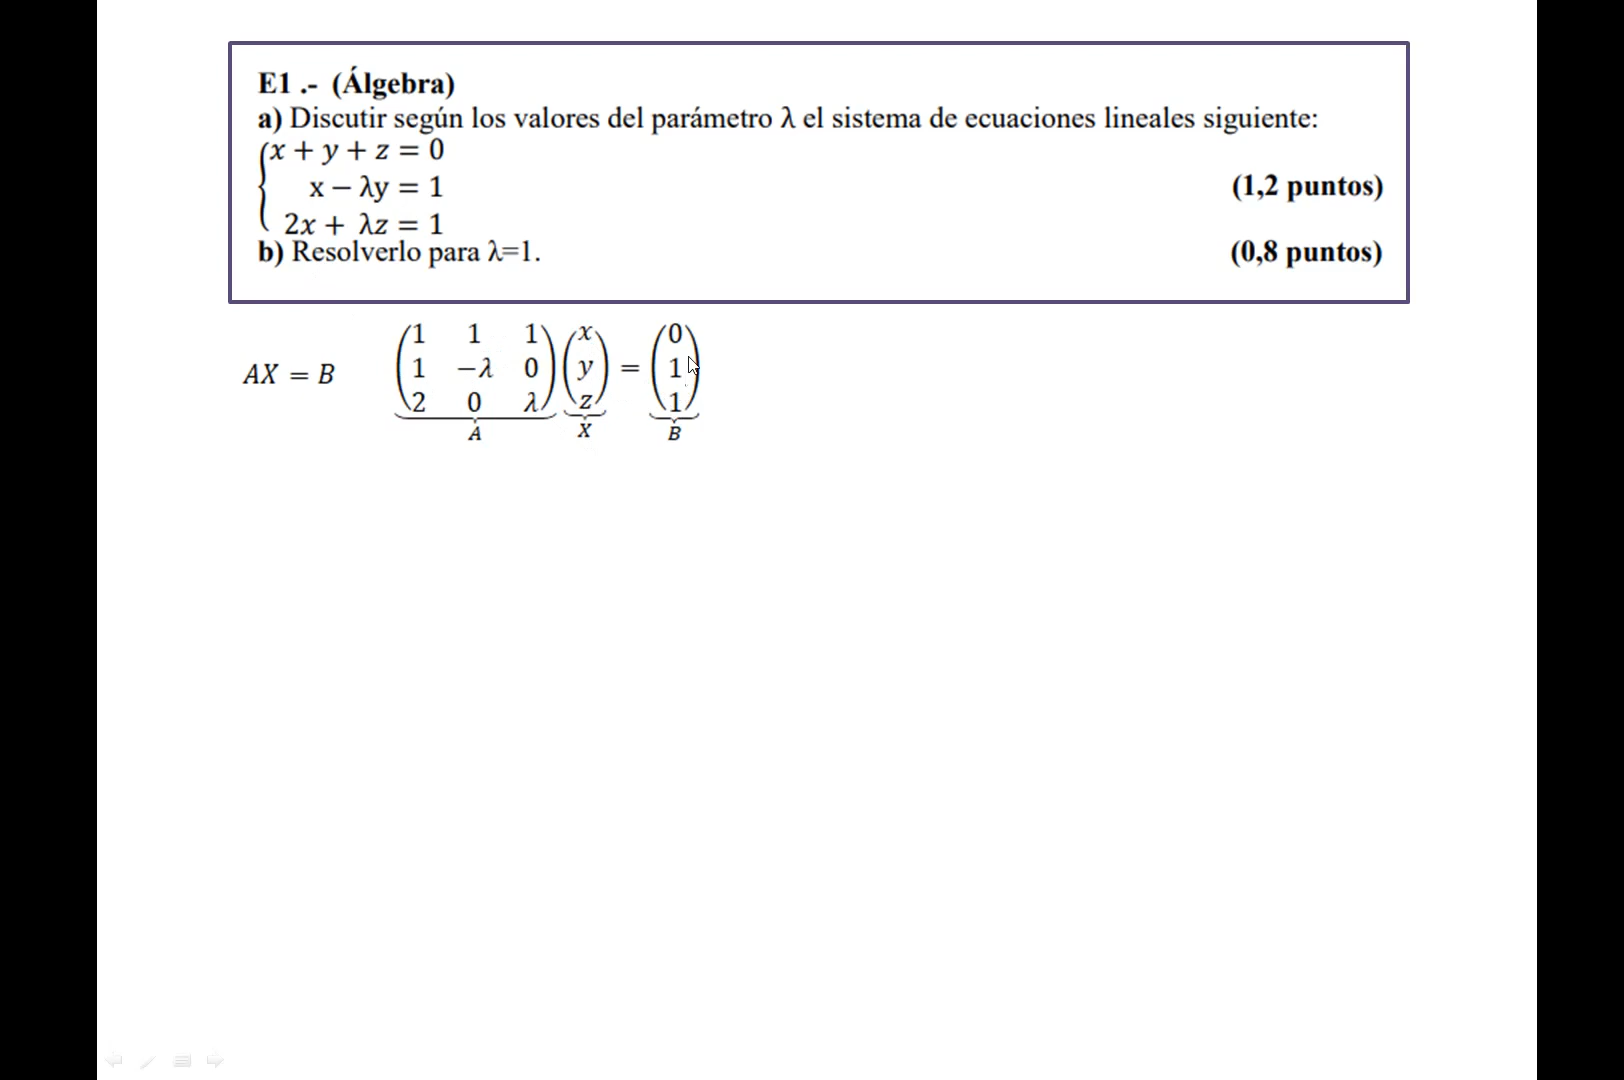 E1 .- (Álgebra)
a) Discutir según los valores del parámetro λ el sistema de ecuaciones lineales siguiente:
x + y + z = 0
x − λy = 1 (1,2 puntos)
2x + λz = 1
b) Resolverlo para λ=1. (0,8 puntos)
AX = B
1 1 1 x 0
1 −λ 0 y = 1
2 0 λ z 1
A X B